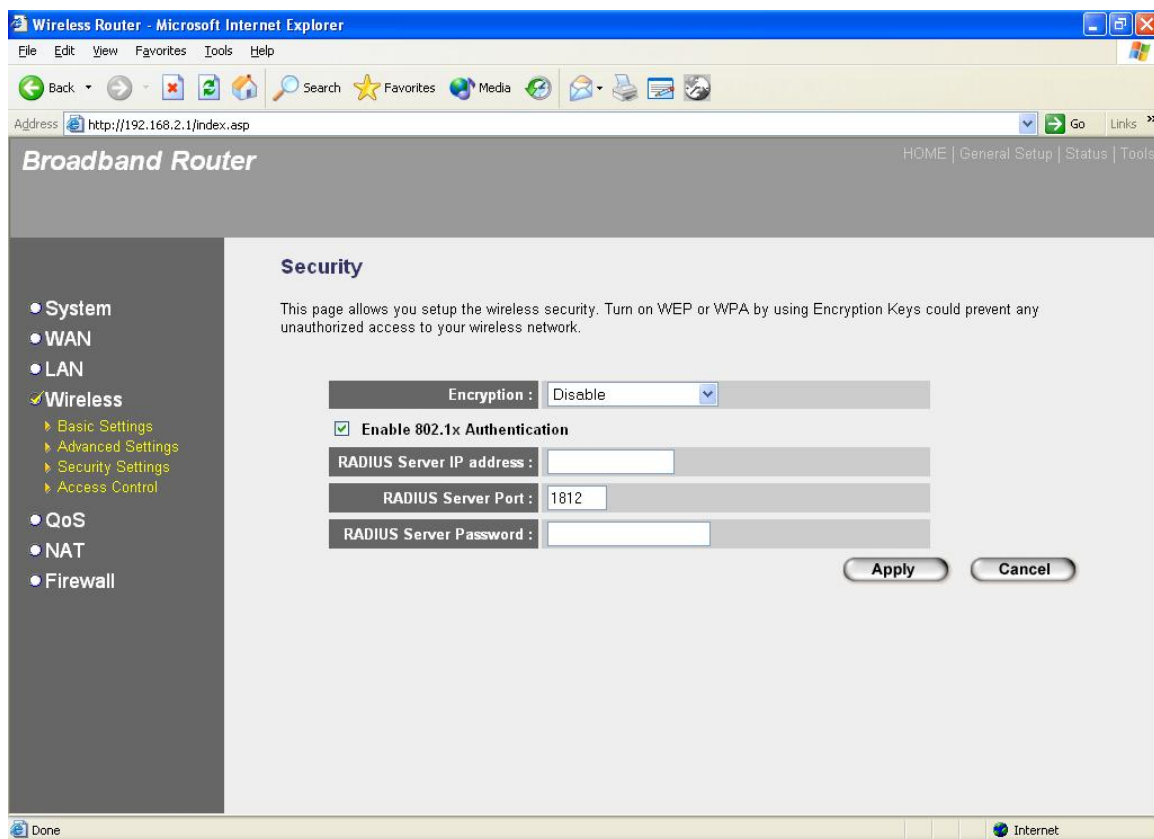 Wireless Router - Microsoft Internet Explorer
File Edit View Favorites Tools Help
Back Search Favorites Media
Address http://192.168.2.1/index.asp Go Links »
Broadband Router
HOME | General Setup | Status | Tools
System
WAN
LAN
Wireless
Basic Settings
Advanced Settings
Security Settings
Access Control
QoS
NAT
Firewall
Security
This page allows you setup the wireless security. Turn on WEP or WPA by using Encryption Keys could prevent any
unauthorized access to your wireless network.
Encryption : Disable
Enable 802.1x Authentication
RADIUS Server IP address :
RADIUS Server Port : 1812
RADIUS Server Password :
Apply Cancel
Done Internet